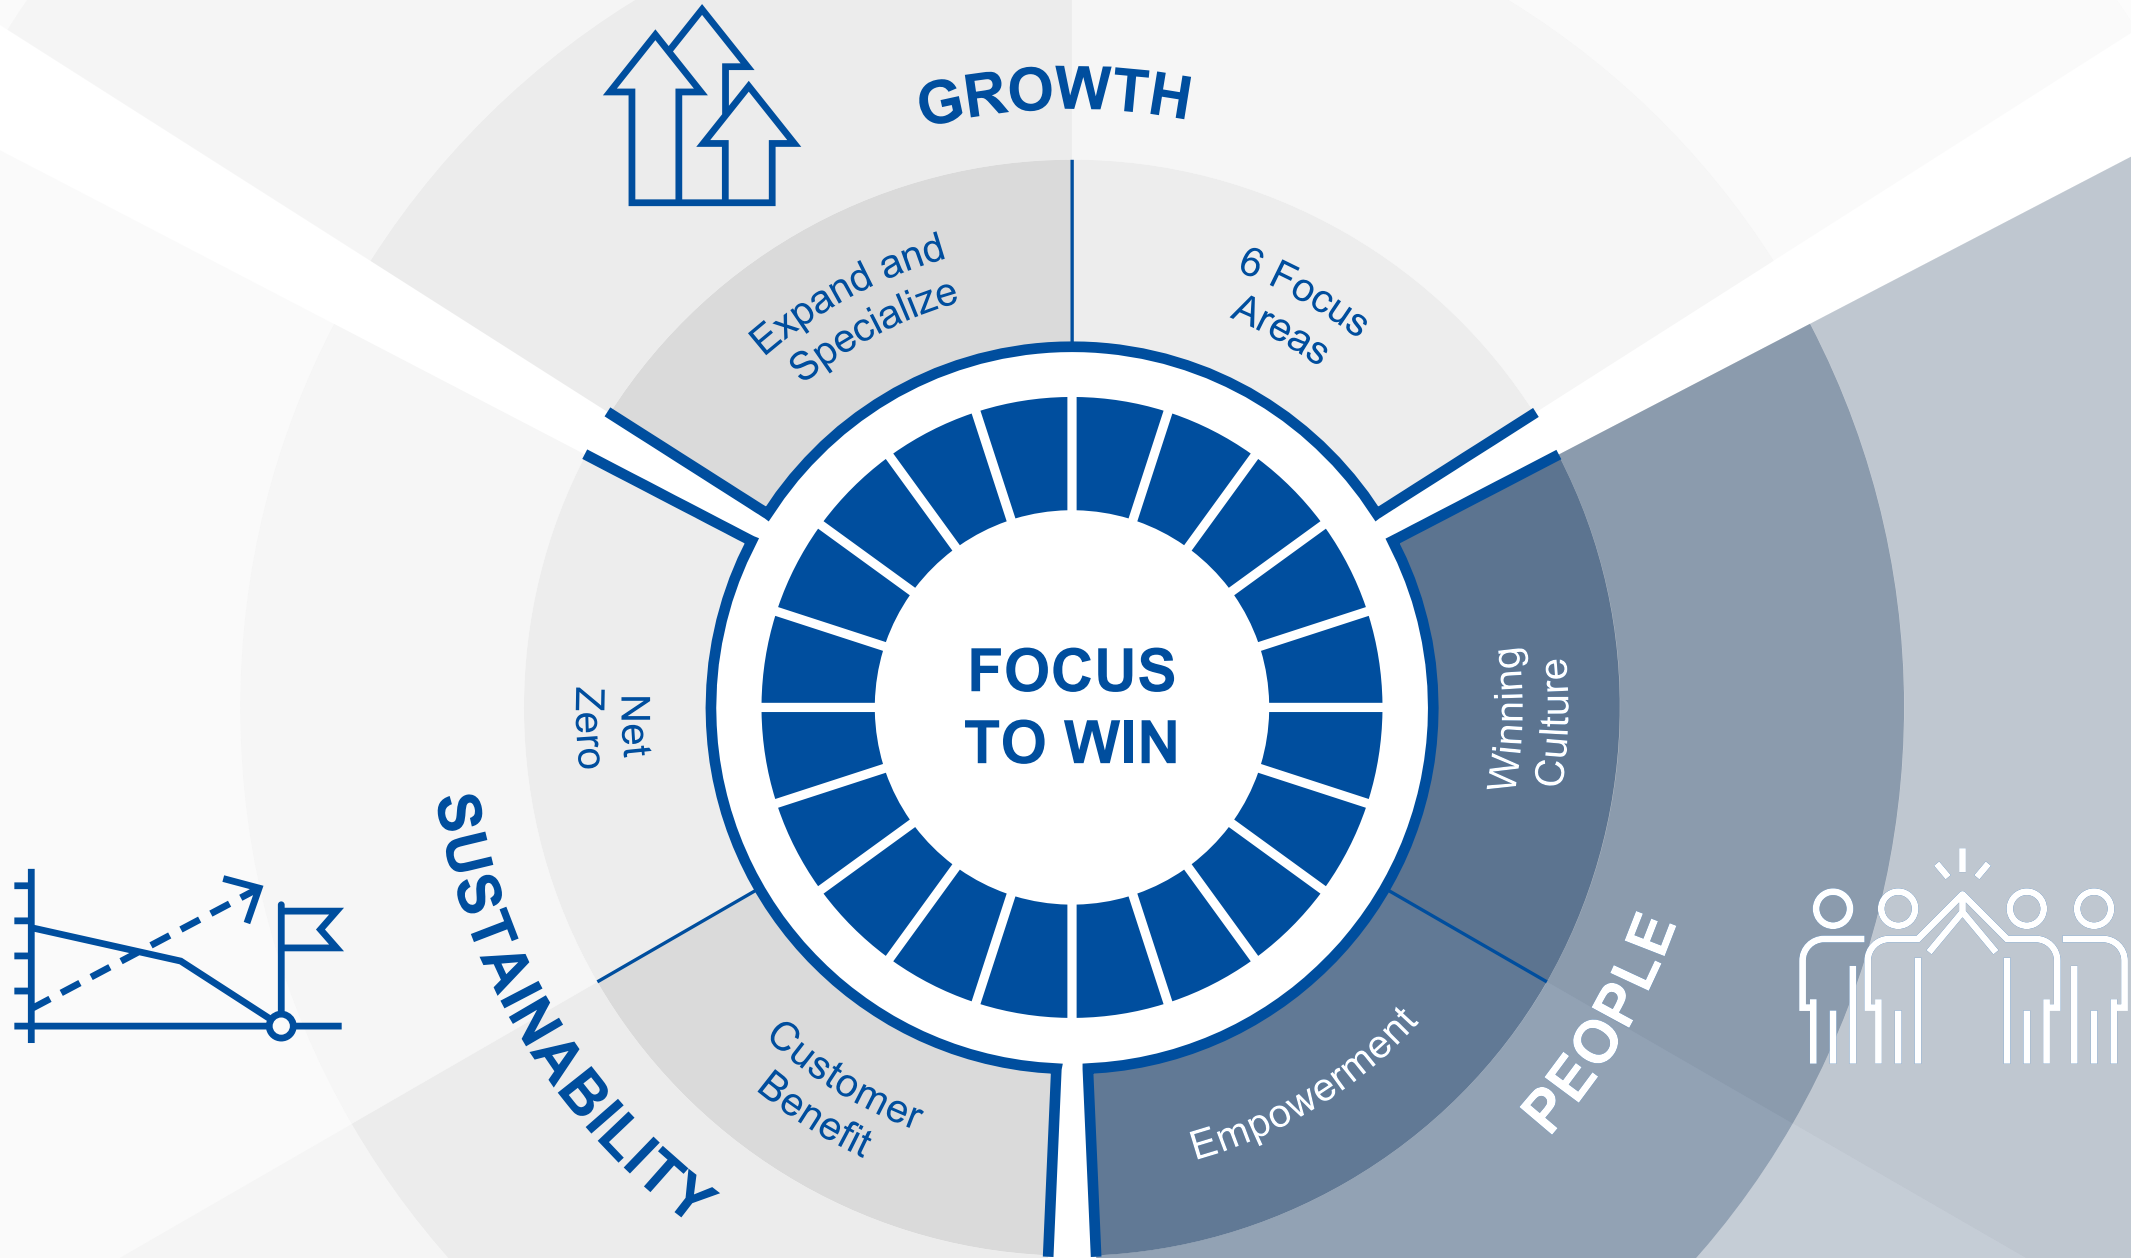 GROWTH
Expand and
Specialize
6 Focus
Areas
FOCUS
TO WIN
Net
Zero
Winning
Culture
SUSTAINABILITY
PEOPLE
Customer
Benefit
Empowerment